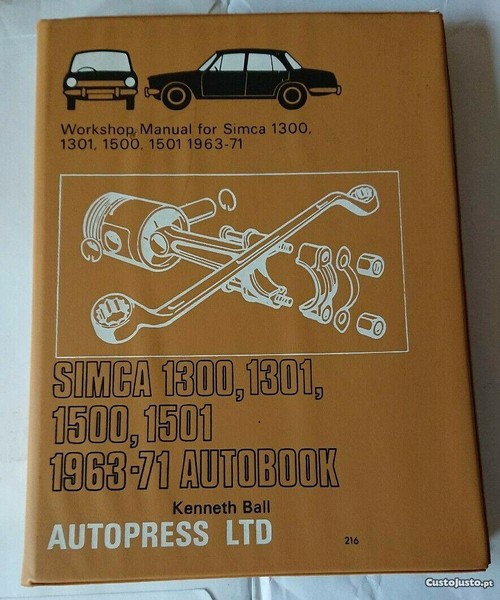 Workshop Manual for Simca 1300,
1301, 1500, 1501 1963-71
SIMCA 1300, 1301,
1500, 1501
1963-71 AUTOBOOK
Kenneth Ball
AUTOPRESS LTD
216
CustoJusto.pt